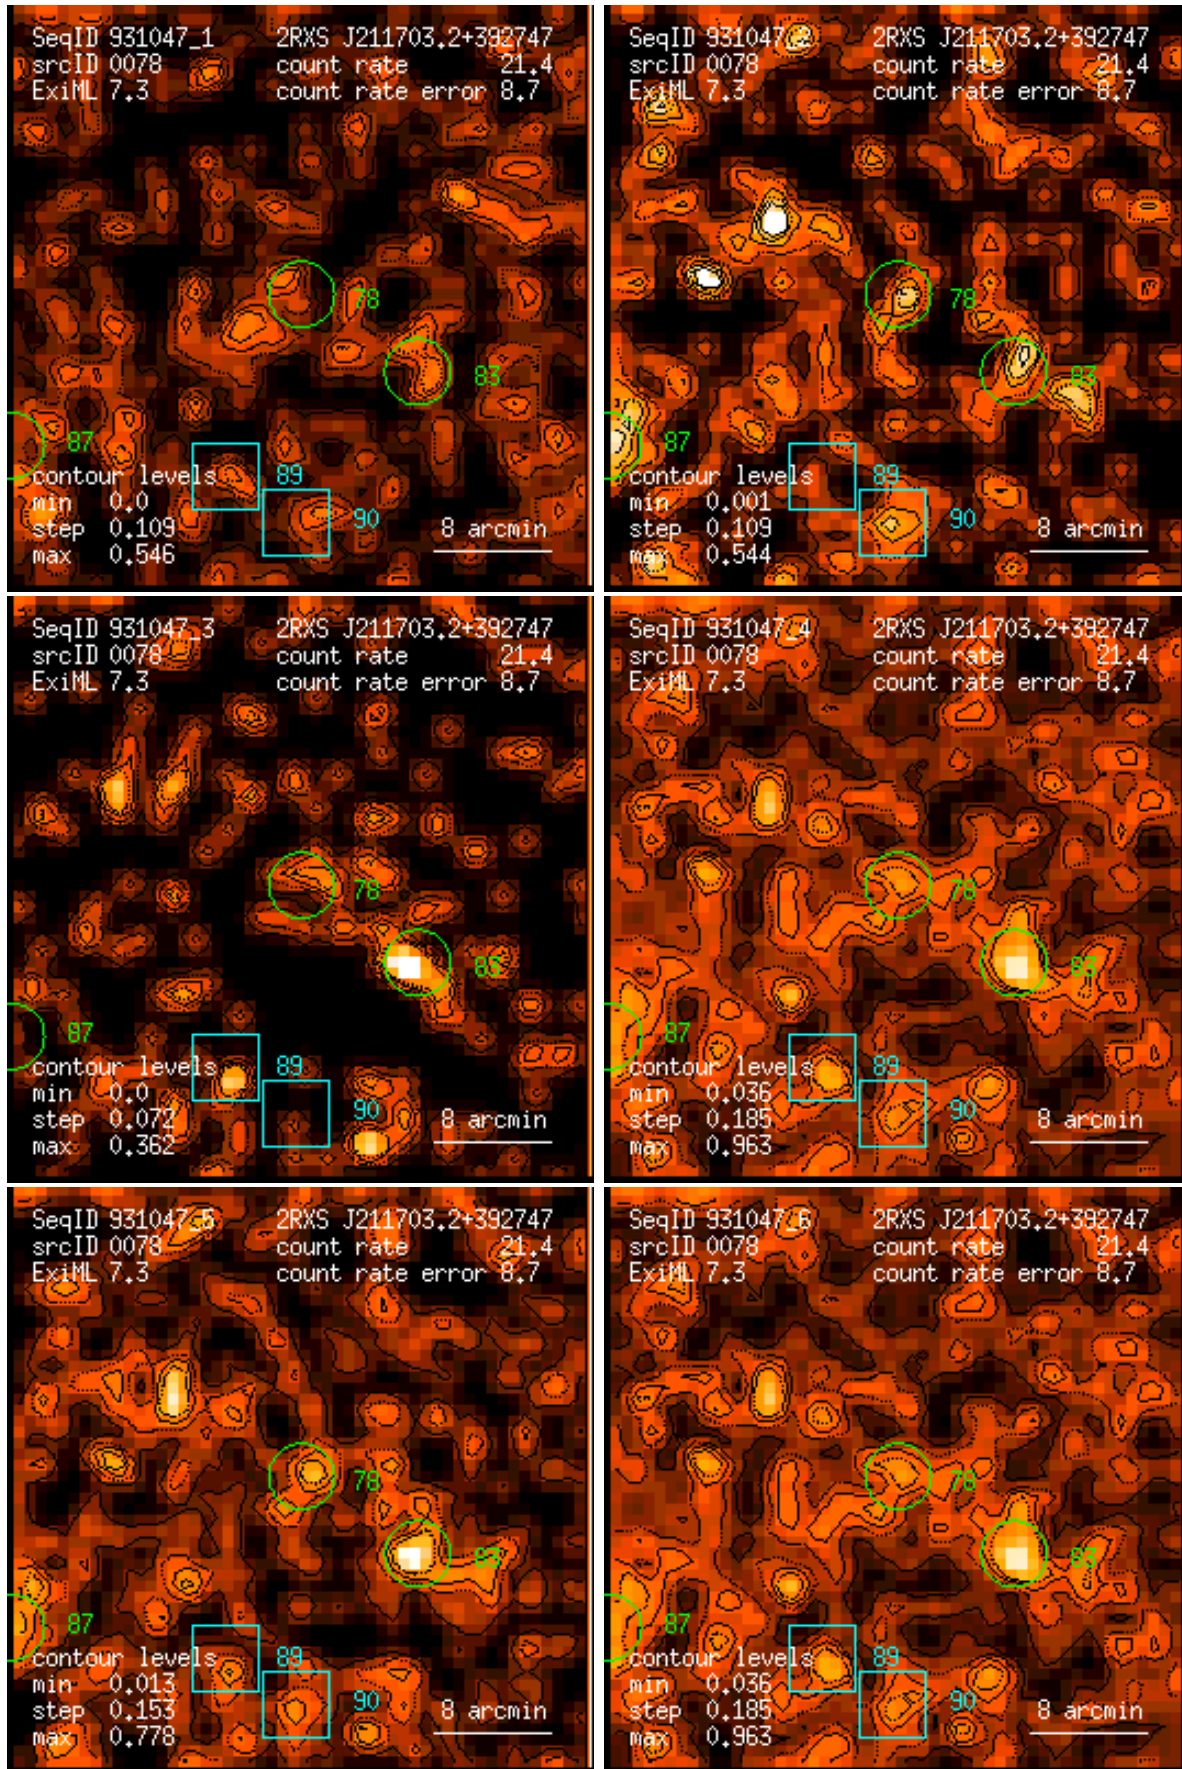 SeqID 931047_1 2RXS J211703.2+392747
srcID 0078 count rate 21.4
ExiML 7.3 count rate error 8.7
78
83
87
contour levels 89
min 0.0
90
step 0.109 8 arcmin
max 0.546
SeqID 931047_2 2RXS J211703.2+392747
srcID 0078 count rate 21.4
ExiML 7.3 count rate error 8.7
78
83
87
contour levels 89
min 0.001
90
step 0.109 8 arcmin
max 0.544
SeqID 931047_3 2RXS J211703.2+392747
srcID 0078 count rate 21.4
ExiML 7.3 count rate error 8.7
78
83
87
contour levels 89
min 0.0
90
step 0.072 8 arcmin
max 0.362
SeqID 931047_4 2RXS J211703.2+392747
srcID 0078 count rate 21.4
ExiML 7.3 count rate error 8.7
78
83
87
contour levels 89
min 0.036
90
step 0.185 8 arcmin
max 0.963
SeqID 931047_5 2RXS J211703.2+392747
srcID 0078 count rate 21.4
ExiML 7.3 count rate error 8.7
78
83
87
contour levels 89
min 0.013
90
step 0.153 8 arcmin
max 0.778
SeqID 931047_6 2RXS J211703.2+392747
srcID 0078 count rate 21.4
ExiML 7.3 count rate error 8.7
78
83
87
contour levels 89
min 0.036
90
step 0.185 8 arcmin
max 0.963